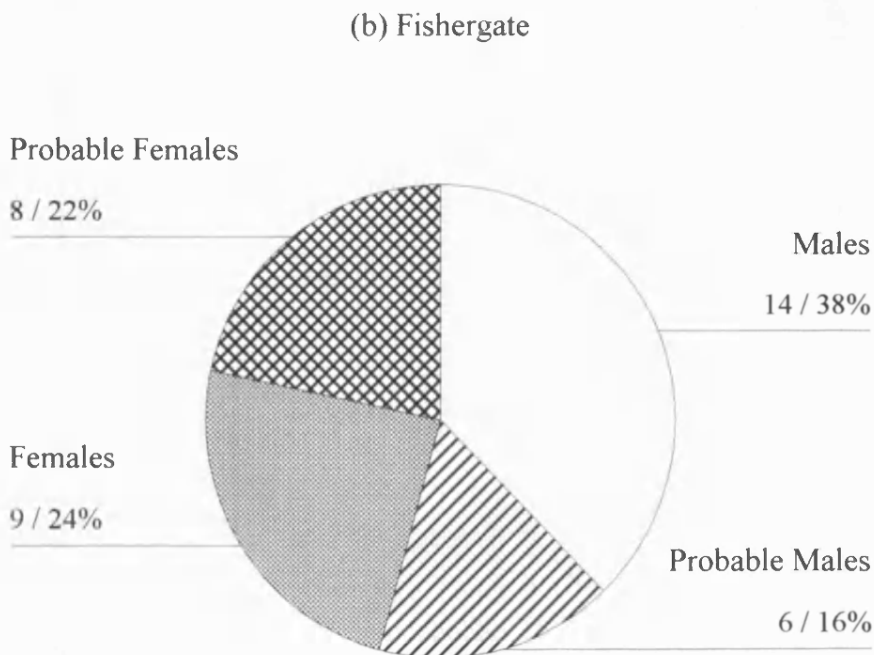 (b) Fishergate
Probable Females
8 / 22%
Males
14 / 38%
Females
9 / 24%
Probable Males
6 / 16%